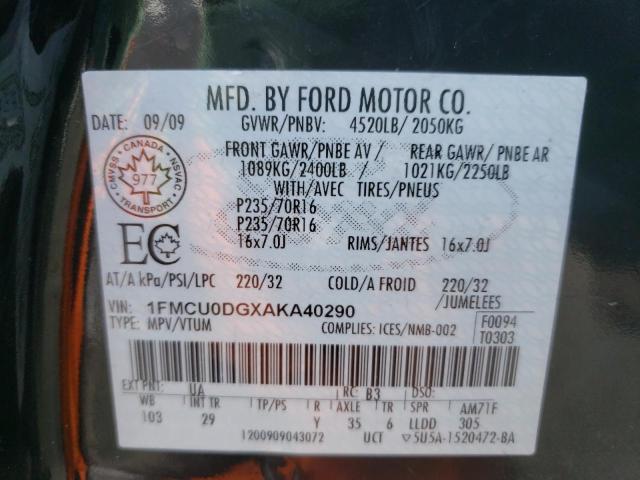 MFD. BY FORD MOTOR CO.
DATE: 09/09 GVWR/PNBV: 4520LB/ 2050KG
FRONT GAWR/PNBE AV / REAR GAWR/ PNBE AR
1089KG/2400LB 1021KG/2250LB
WITH/AVEC TIRES/PNEUS
P235/70R16
P235/70R16
16x7.0J RIMS/JANTES 16x7.0J
CMVSS CANADA NSVAC
977
TRANSPORT
EC
AT/A kPa/PSI/LPC 220/32 COLD/A FROID 220/32
/JUMELEES
VIN: 1FMCU0DGXAKA40290
TYPE: MPV/VTUM COMPLIES: ICES/NMB-002
F0094
T0303
EXT PNT: UA RC: B3 DSO:
WB INT TR TP/PS R AXLE TR SPR AM71F
103 29 Y 35 6 LLDD 305
1200909043072 UCT 5U5A-1520472-BA